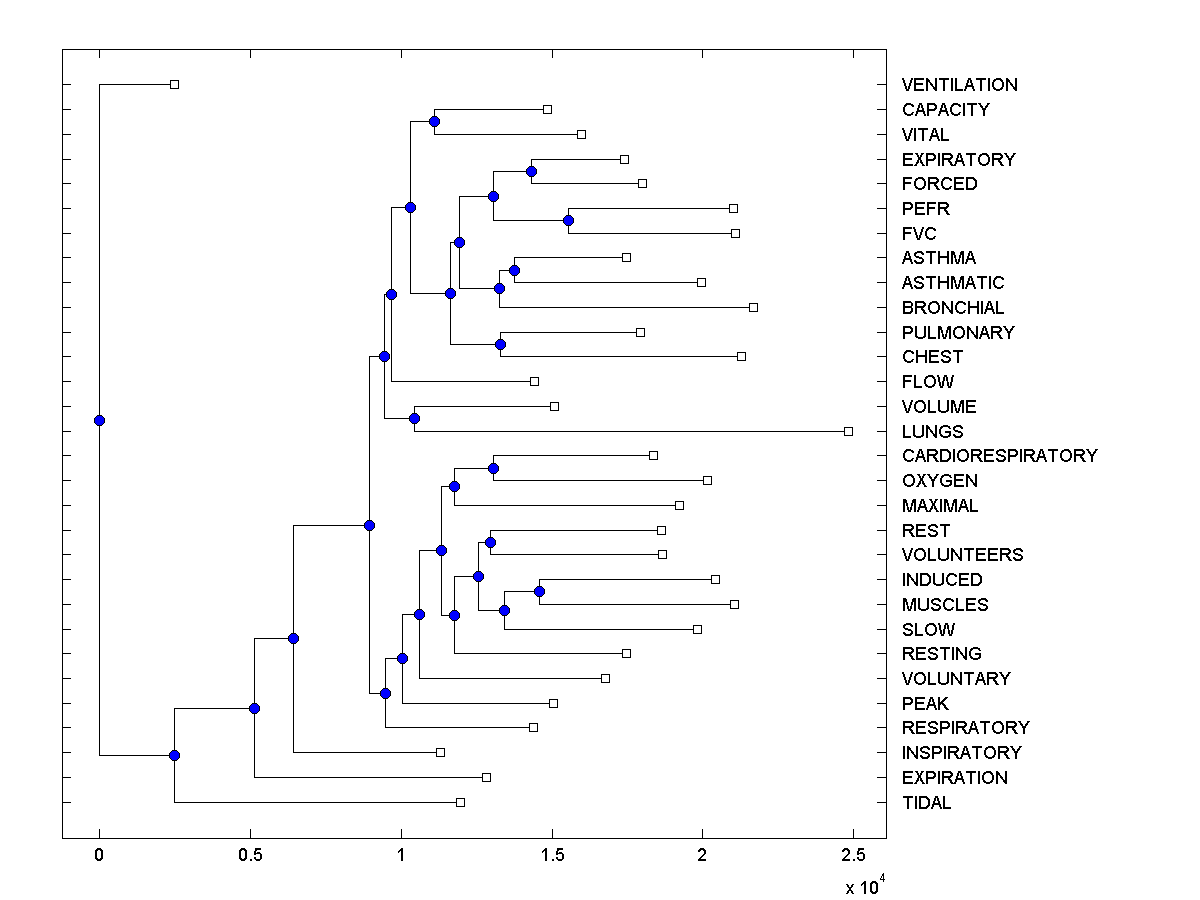 VENTILATION
CAPACITY
VITAL
EXPIRATORY
FORCED
PEFR
FVC
ASTHMA
ASTHMATIC
BRONCHIAL
PULMONARY
CHEST
FLOW
VOLUME
LUNGS
CARDIORESPIRATORY
OXYGEN
MAXIMAL
REST
VOLUNTEERS
INDUCED
MUSCLES
SLOW
RESTING
VOLUNTARY
PEAK
RESPIRATORY
INSPIRATORY
EXPIRATION
TIDAL
0 0.5 1 1.5 2 2.5
x 10^4